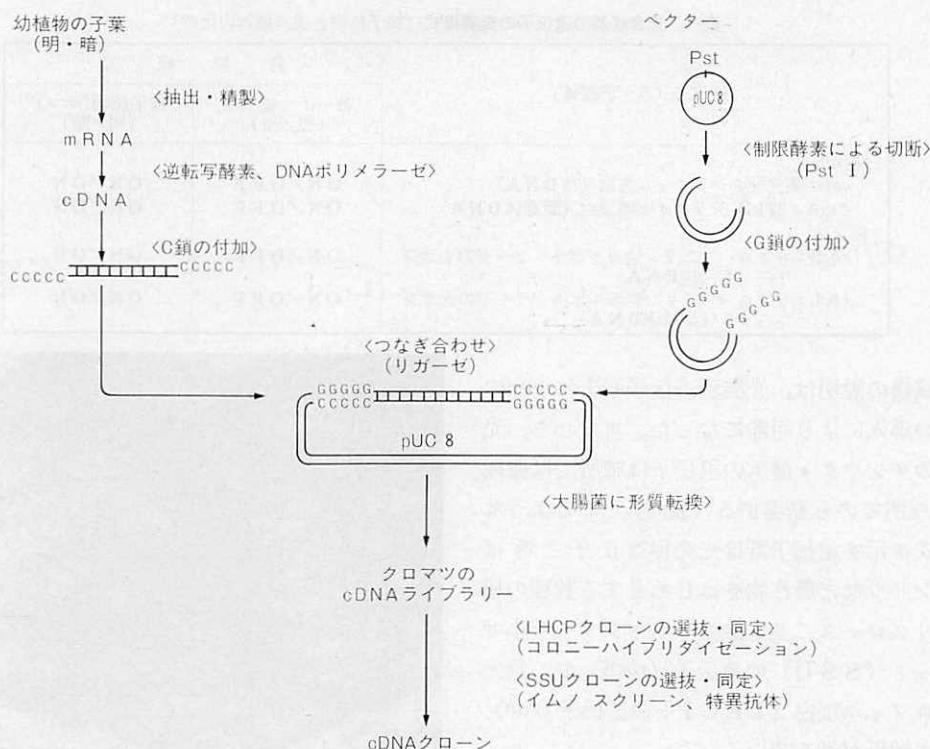 幼植物の子葉
(明・暗)
〈抽出・精製〉
mRNA
〈逆転写酵素、DNAポリメラーゼ〉
cDNA
〈C鎖の付加〉
CCCCC
CCCCC
ベクター
Pst
pUC 8
〈制限酵素による切断〉
(Pst I)
〈G鎖の付加〉
GGGGG
GGGGG
〈つなぎ合わせ〉
(リガーゼ)
GGGGG CCCCC
CCCCC GGGGG
pUC 8
〈大腸菌に形質転換〉
クロマツの
cDNAライブラリー
〈LHCPクローンの選抜・同定〉
(コロニーハイブリダイゼーション)
〈SSUクローンの選抜・同定〉
(イムノ スクリーン、特異抗体)
cDNAクローン